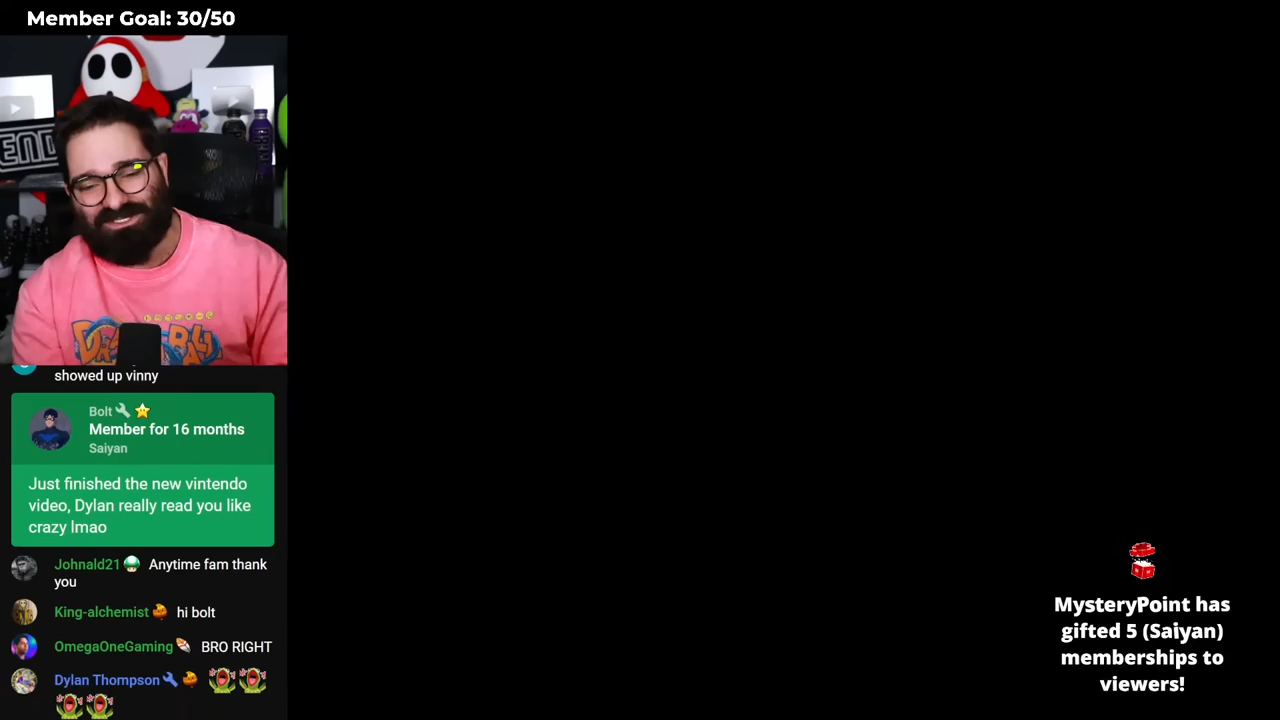 Member Goal: 30/50
END
showed up vinny
Bolt
Member for 16 months
Saiyan
Just finished the new vintendo
video, Dylan really read you like
crazy lmao
Johnald21 Anytime fam thank
you
King-alchemist hi bolt
OmegaOneGaming BRO RIGHT
Dylan Thompson
MysteryPoint has
gifted 5 (Saiyan)
memberships to
viewers!